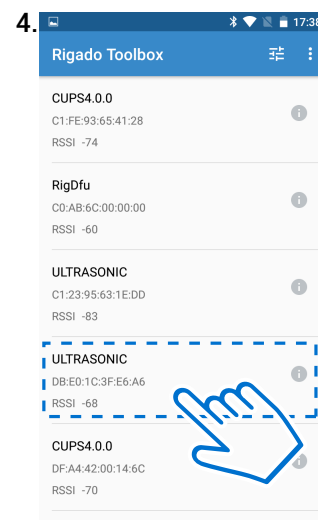 4.
17:38
Rigado Toolbox
CUPS4.0.0
C1:FE:93:65:41:28
RSSI -74
RigDfu
C0:AB:6C:00:00:00
RSSI -60
ULTRASONIC
C1:23:95:63:1E:DD
RSSI -83
ULTRASONIC
DB:E0:1C:3F:E6:A6
RSSI -68
CUPS4.0.0
DF:A4:42:00:14:6C
RSSI -70